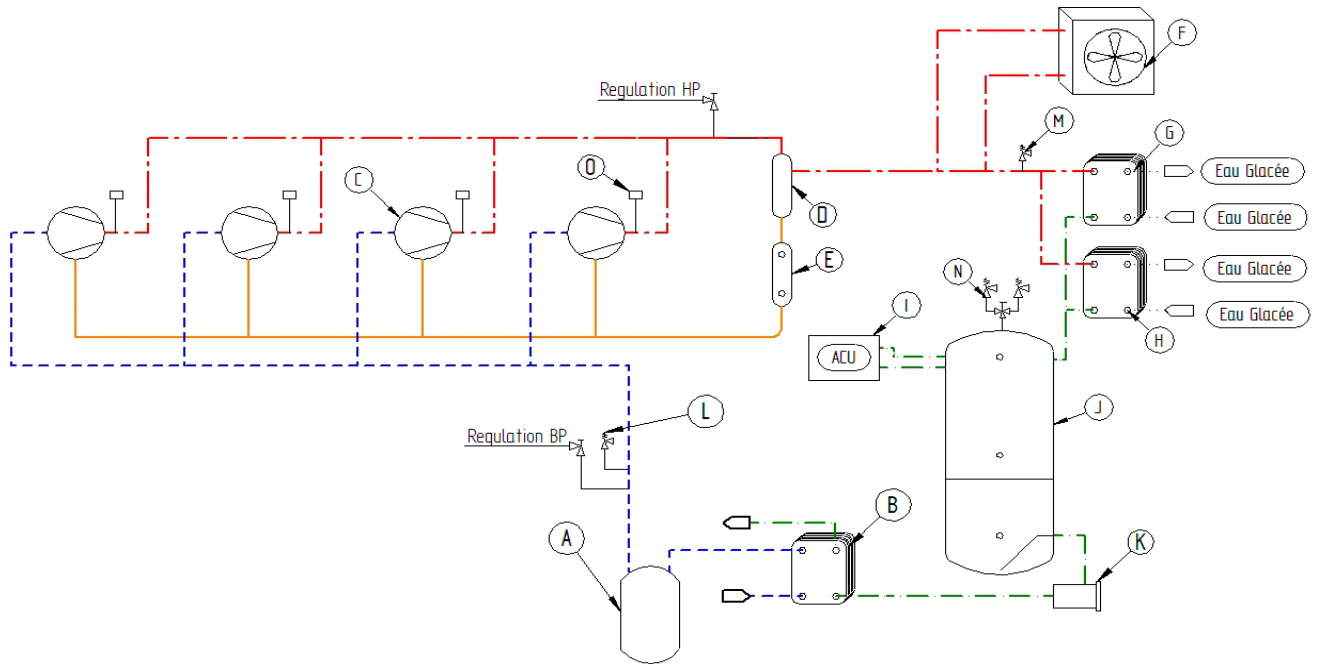 F
Regulation HP
M
G
Eau Glacée
O
C
D
Eau Glacée
E
Eau Glacée
N
I
Eau Glacée
H
ACU
J
L
Regulation BP
B
A
K